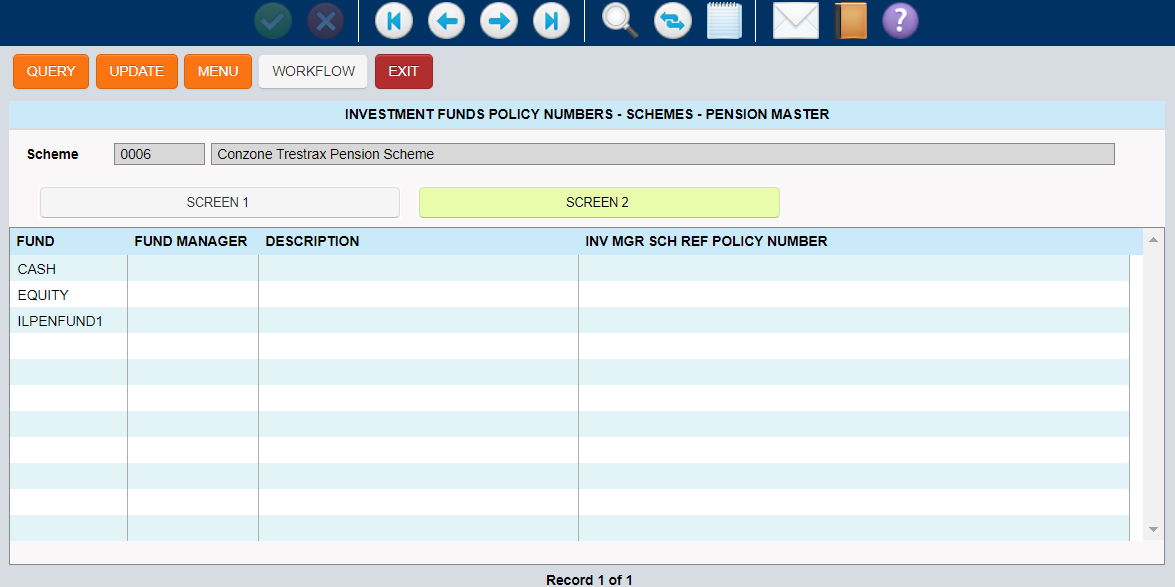 ?
QUERY UPDATE MENU WORKFLOW EXIT
INVESTMENT FUNDS POLICY NUMBERS - SCHEMES - PENSION MASTER
Scheme 0006 Conzone Trestrax Pension Scheme
SCREEN 1 SCREEN 2
FUND FUND MANAGER DESCRIPTION INV MGR SCH REF POLICY NUMBER
CASH
EQUITY
ILPENFUND1
Record 1 of 1